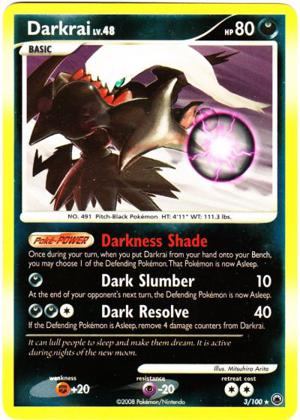 Darkrai LV.48
HP 80
BASIC
NO. 491 Pitch-Black Pokémon HT: 4'11" WT: 111.3 lbs.
Poké-POWER Darkness Shade
Once during your turn, when you put Darkrai from your hand onto your Bench,
you may choose 1 of the Defending Pokémon. That Pokémon is now Asleep.
Dark Slumber 10
At the end of your opponent's next turn, the Defending Pokémon is now Asleep.
Dark Resolve 40
If the Defending Pokémon is Asleep, remove 4 damage counters from Darkrai.
It can lull people to sleep and make them dream. It is active
during nights of the new moon.
Illus. Mitsuhiro Arita
weakness resistance retreat cost
+20 -20
©2008 Pokémon/Nintendo 3/100